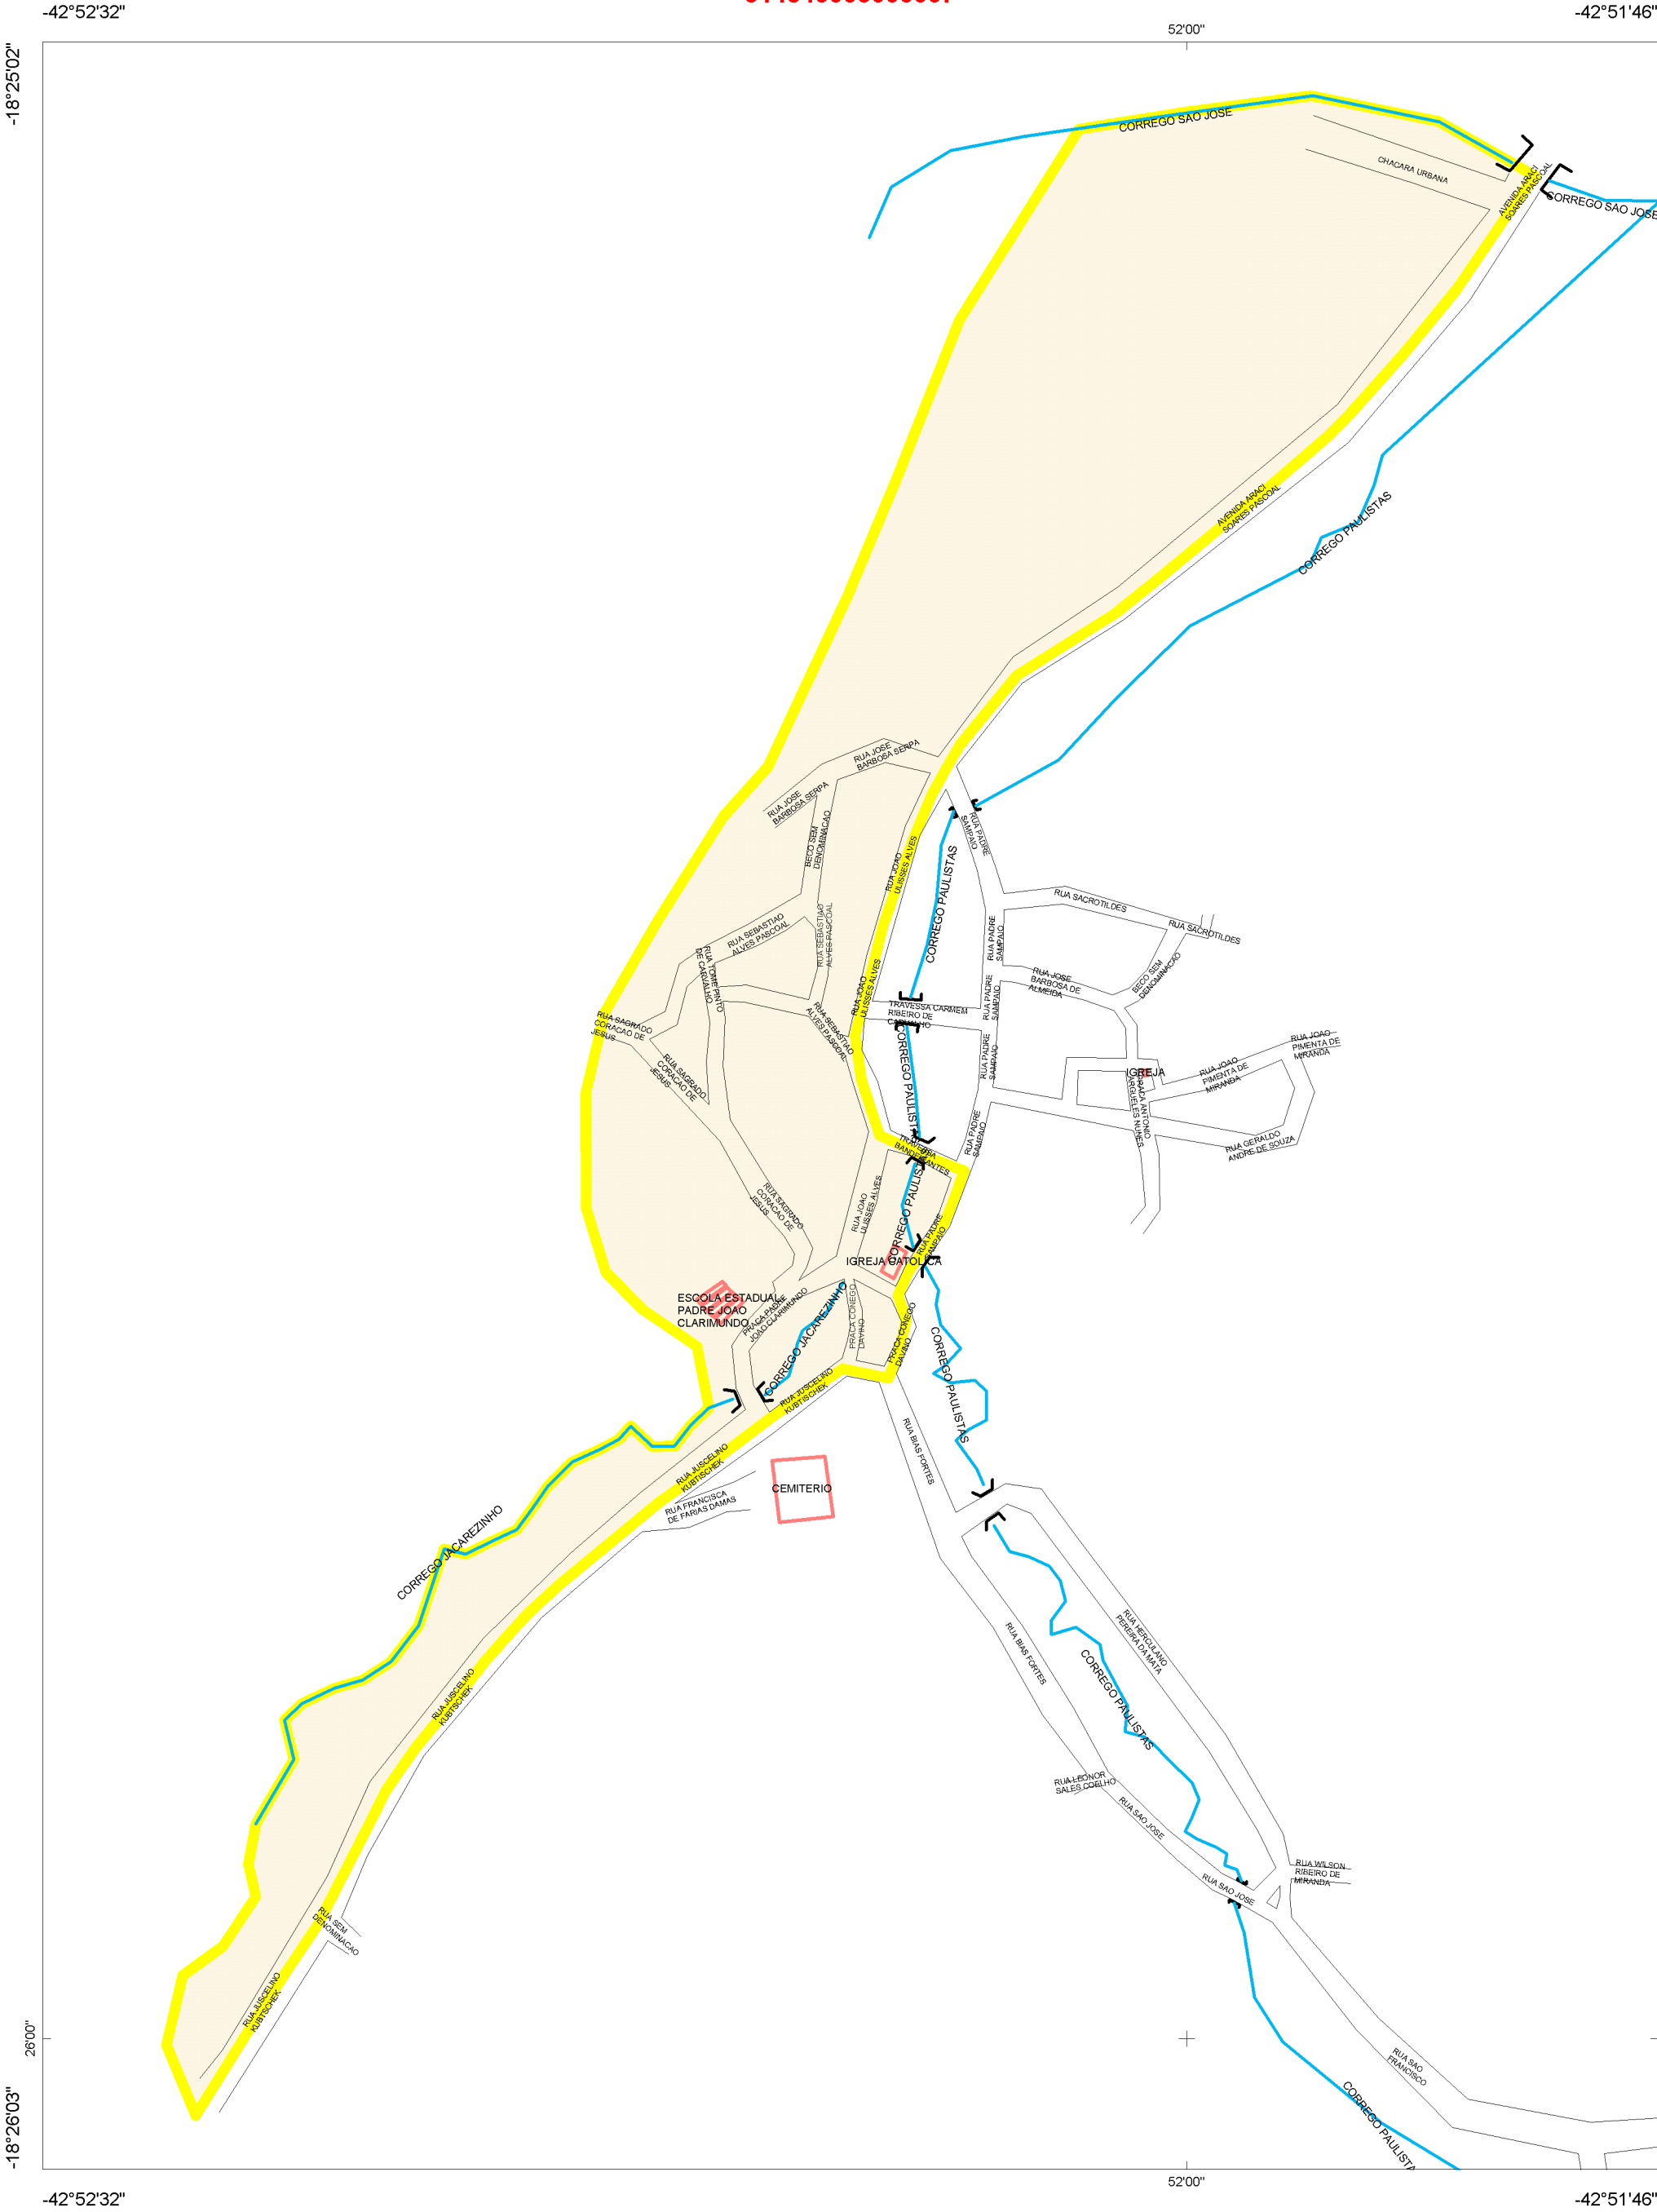 -42°52'32"
-42°51'46"
52'00"
-18°25'02"
CORREGO SAO JOSE
CHACARA URBANA
AVENIDA ARACI
SOARES PASCOAL
CORREGO SAO JOSE
AVENIDA ARACI
SOARES PASCOAL
CORREGO PAULISTAS
RUA JOSE
BARBOSA SERPA
RUA JOSE
BARBOSA SERPA
BECO SEM
DENOMINACAO
RUA PADRE
SAMPAIO
RUA JOAO
ULISSES ALVES
CORREGO PAULISTAS
RUA SACROTILDES
RUA SACROTILDES
RUA SEBASTIAO
ALVES PASCOAL
RUA SEBASTIAO
ALVES PASCOAL
RUA PADRE
SAMPAIO
RUA TOME PINTO
DE CARVALHO
RUA JOSE
BARBOSA DE
ALMEIDA
BECO SEM
DENOMINACAO
RUA JOAO
ULISSES ALVES
RUA PADRE
SAMPAIO
TRAVESSA CARMEM
RIBEIRO DE
CARVALHO
RUA SAGRADO
CORACAO DE
JESUS
RUA SEBASTIAO
ALVES PASCOAL
RUA PADRE
SAMPAIO
RUA JOAO
PIMENTA DE
MIRANDA
RUA JOAO
PIMENTA DE
MIRANDA
IGREJA
RUA SAGRADO
CORACAO DE
JESUS
CORREGO PAULISTAS
PRACA ANTONIO
ARGUELES NUNES
RUA PADRE
SAMPAIO
RUA GERALDO
ANDRE DE SOUZA
TRAVESSA
BANDEIRANTES
RUA SAGRADO
CORACAO DE
JESUS
RUA JOAO
ULISSES ALVES
CORREGO PAULISTAS
RUA PADRE
SAMPAIO
IGREJA CATOLICA
ESCOLA ESTADUAL
PADRE JOAO
CLARIMUNDO
PRACA PADRE
JOAO CLARIMUNDO
CORREGO JACAREZINHO
PRACA CONEGO
DAVINO
PRACA CONEGO
DAVINO
CORREGO PAULISTAS
RUA JUSCELINO
KUBTISCHEK
RUA BIAS FORTES
RUA JUSCELINO
KUBTISCHEK
CEMITERIO
RUA FRANCISCA
DE FARIAS DAMAS
CORREGO JACAREZINHO
RUA HERCULANO
PEREIRA DA MATA
RUA BIAS FORTES
CORREGO PAULISTAS
RUA JUSCELINO
KUBTISCHEK
RUA LEONOR
SALES COELHO
RUA SAO JOSE
RUA WILSON
RIBEIRO DE
MIRANDA
RUA SAO JOSE
RUA SEM
DENOMINACAO
RUA JUSCELINO
KUBTSCHEK
26'00"
RUA SAO
FRANCISCO
CORREGO PAULISTA
-18°26'03"
52'00"
-42°52'32"
-42°51'46"